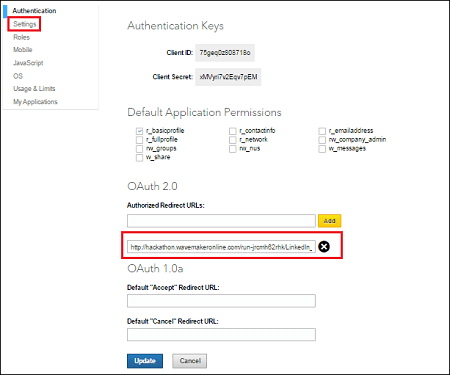 Authentication
Settings
Roles
Mobile
JavaScript
OS
Usage & Limits
My Applications
Authentication Keys
Client ID: 75geq0z803718o
Client Secret: xMVyri7v2Eqv7pEM
Default Application Permissions
r_basicprofile r_contactinfo r_emailaddress
r_fullprofile r_network rw_company_admin
rw_groups rw_nus w_messages
w_share
OAuth 2.0
Authorized Redirect URLs:
Add
http://hackathon.wavemakeronline.com/run-jromh62rhk/LinkedIn_
OAuth 1.0a
Default "Accept" Redirect URL:
Default "Cancel" Redirect URL:
Update Cancel